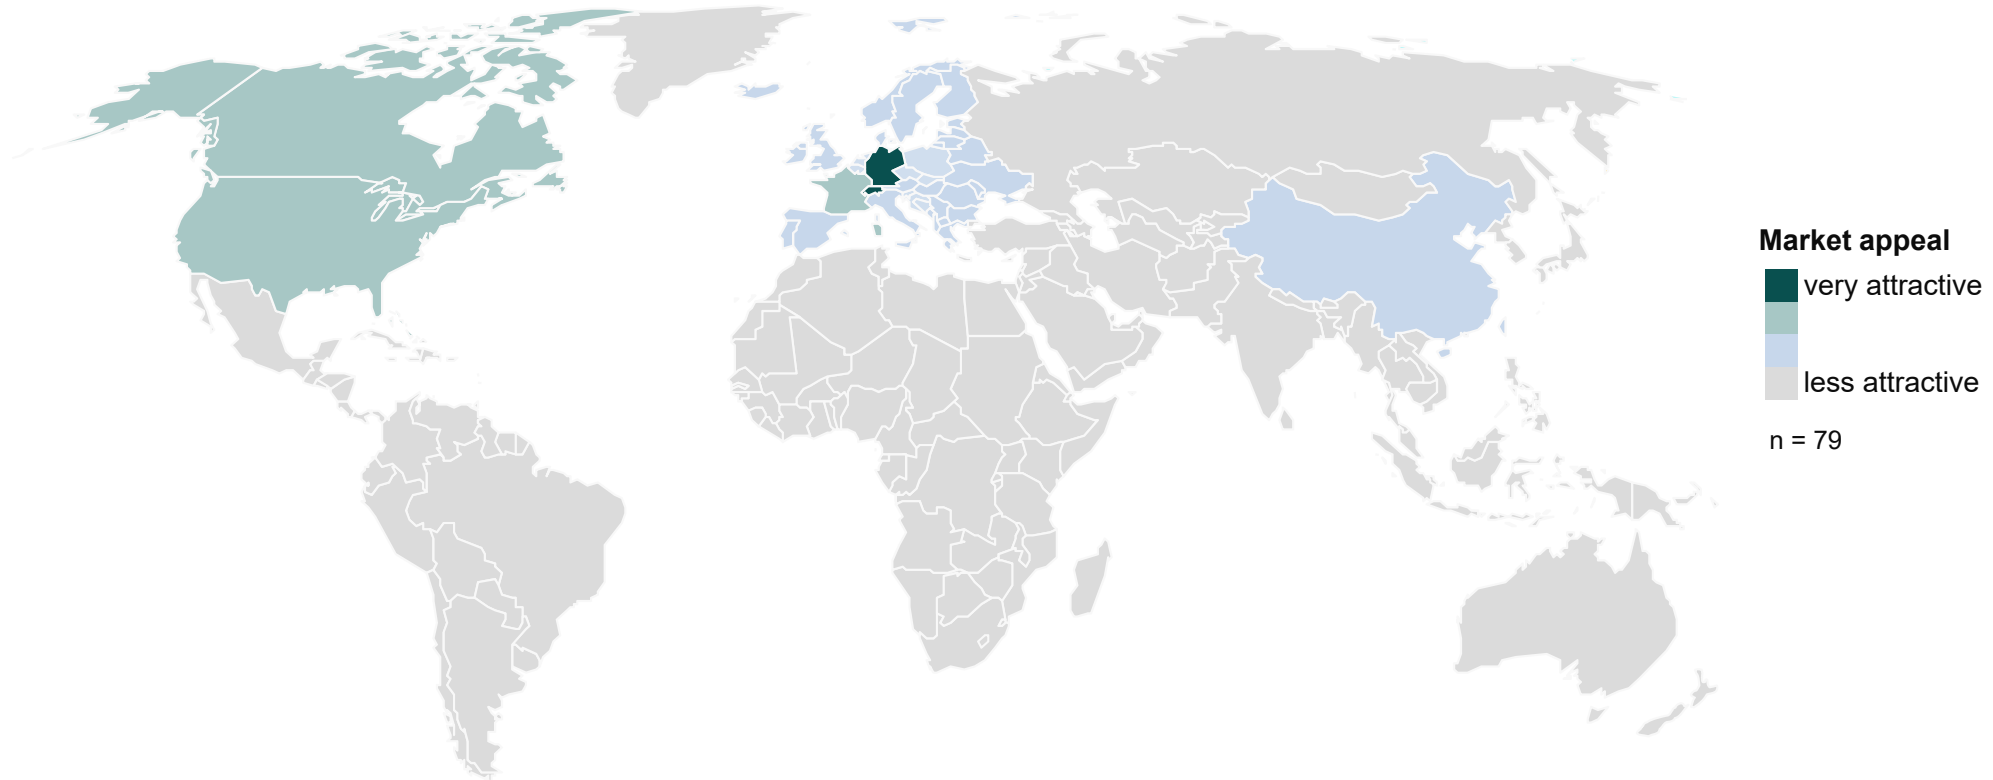 Market appeal
very attractive
less attractive
n = 79